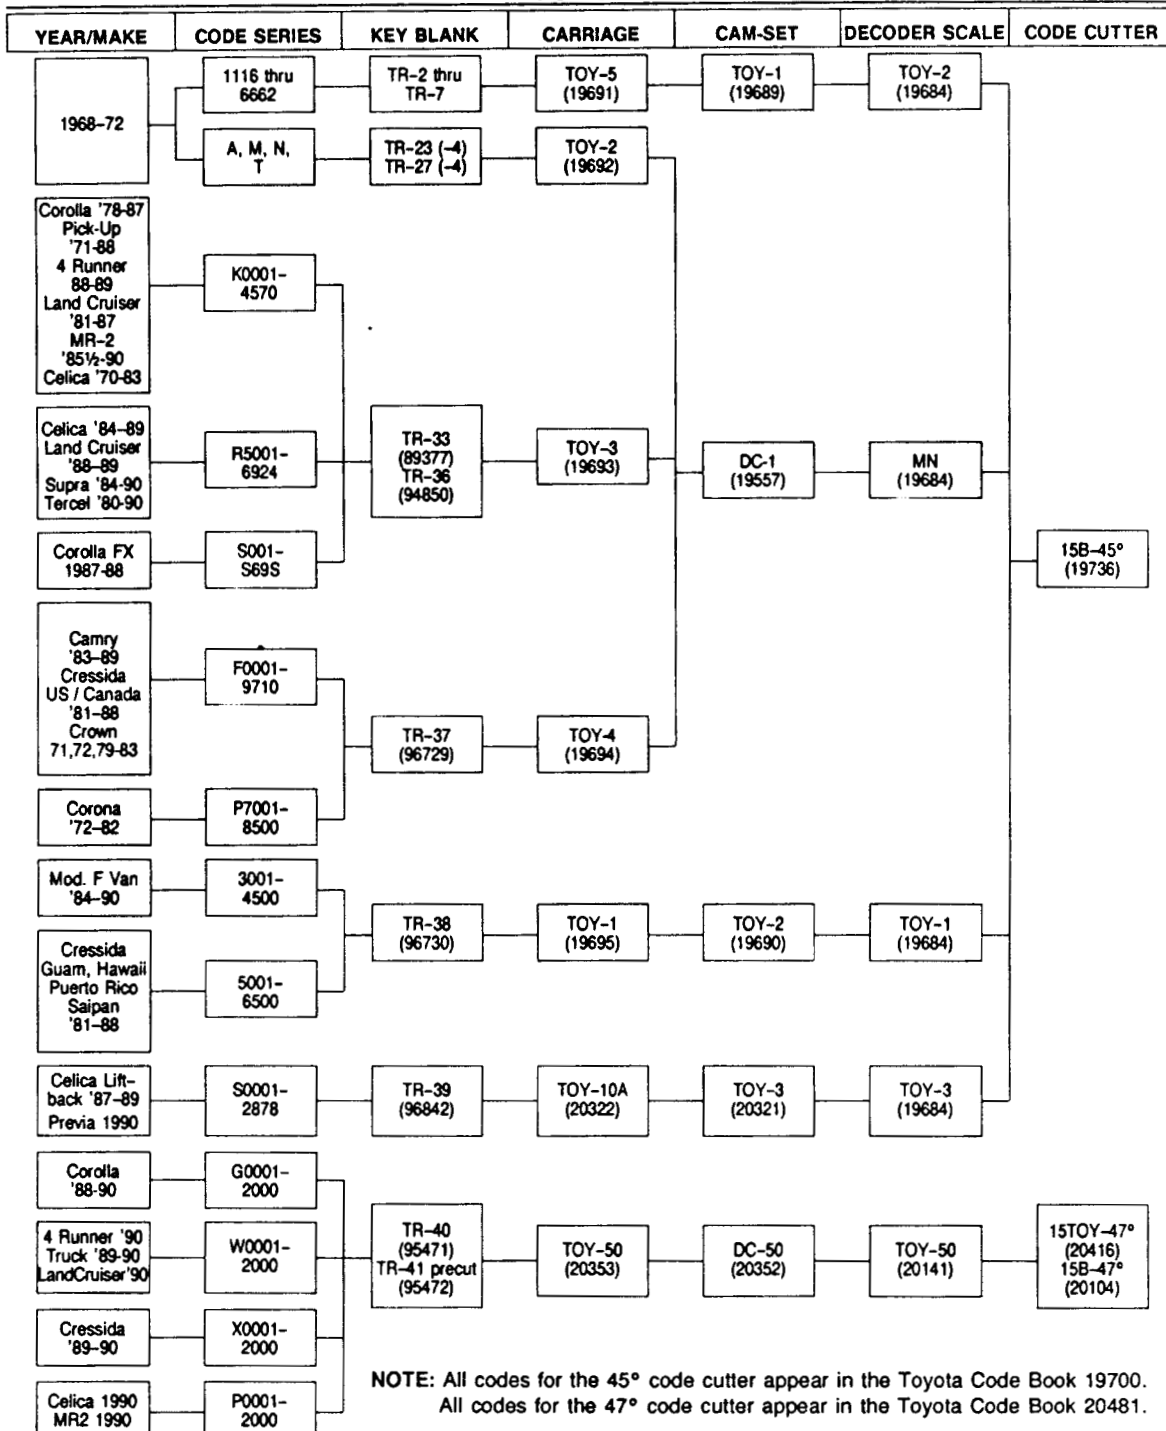 YEAR/MAKE CODE SERIES KEY BLANK CARRIAGE CAM-SET DECODER SCALE CODE CUTTER
1968–72
1116 thru
6662
TR–2 thru
TR–7
TOY–5
(19691)
TOY–1
(19689)
TOY–2
(19684)
A, M, N,
T
TR–23 (–4)
TR–27 (–4)
TOY–2
(19692)
Corolla '78-87
Pick-Up
'71-88
4 Runner
88-89
Land Cruiser
'81-87
MR–2
'85½-90
Celica '70-83
K0001–
4570
Celica '84–89
Land Cruiser
'88–89
Supra '84-90
Tercel '80-90
R5001–
6924
TR–33
(89377)
TR–36
(94850)
TOY–3
(19693)
DC-1
(19557)
MN
(19684)
Corolla FX
1987-88
S001–
S69S
15B–45º
(19736)
Camry
'83–89
Cressida
US / Canada
'81–88
Crown
71,72,79-83
F0001–
9710
TR–37
(96729)
TOY-4
(19694)
Corona
'72–82
P7001–
8500
Mod. F Van
'84–90
3001–
4500
TR–38
(96730)
TOY–1
(19695)
TOY–2
(19690)
TOY–1
(19684)
Cressida
Guam, Hawaii
Puerto Rico
Saipan
'81–88
5001–
6500
Celica Lift–
back '87–89
Previa 1990
S0001–
2878
TR–39
(96842)
TOY–10A
(20322)
TOY–3
(20321)
TOY–3
(19684)
Corolla
'88-90
G0001–
2000
4 Runner '90
Truck '89-90
LandCruiser'90
W0001–
2000
TR–40
(95471)
TR–41 precut
(95472)
TOY–50
(20353)
DC–50
(20352)
TOY–50
(20141)
15TOY-47º
(20416)
15B–47º
(20104)
Cressida
'89–90
X0001–
2000
Celica 1990
MR2 1990
P0001–
2000
NOTE: All codes for the 45º code cutter appear in the Toyota Code Book 19700.
All codes for the 47º code cutter appear in the Toyota Code Book 20481.